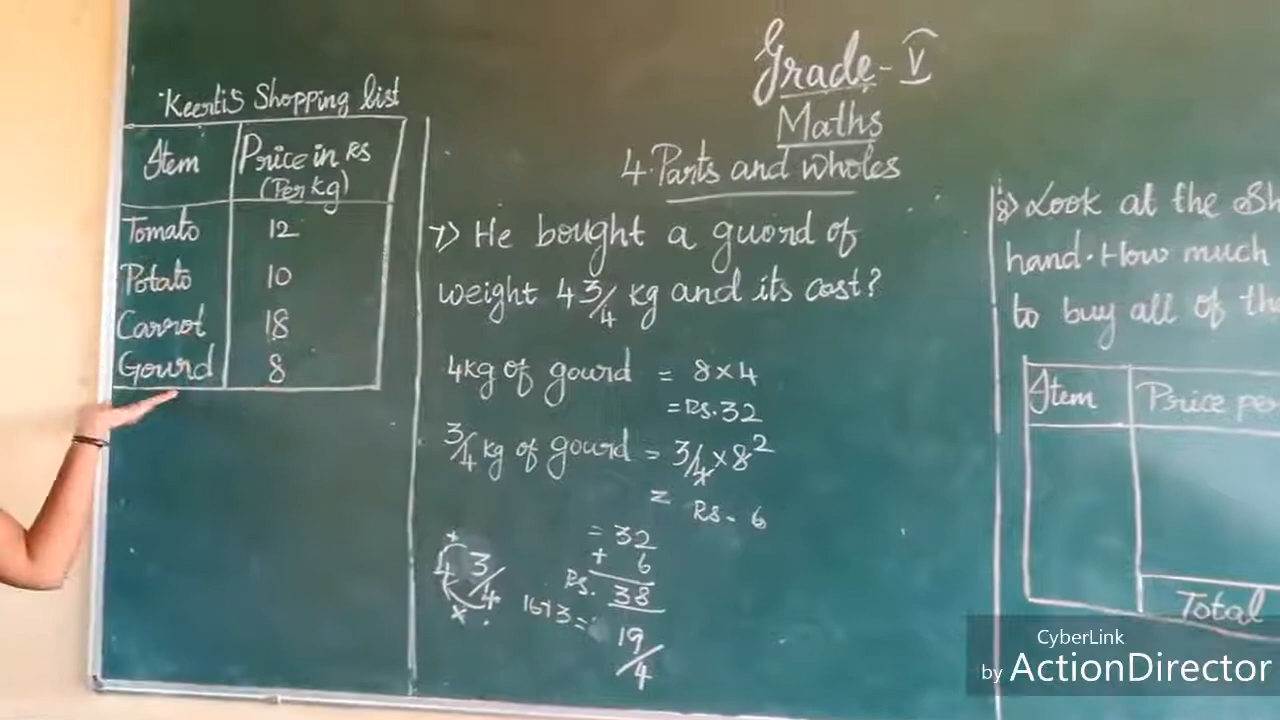 Keerti's Shopping list
Item Price in Rs
(Per kg)
Tomato 12
Potato 10
Carrot 18
Gourd 8
Grade - V
Maths
4. Parts and wholes
7) He bought a guord of
weight 4 3/4 kg and its cost?
4kg of gourd = 8 × 4
= Rs. 32
3/4 kg of gourd = 3/4 × 8 2
= Rs. 6
= 32
+ 6
Rs. 38
+ 4 3/4 ×
16+3 =
19/4
8) Look at the Sh
hand. How much
to buy all of th
Item Price pe
Total
CyberLink
by ActionDirector